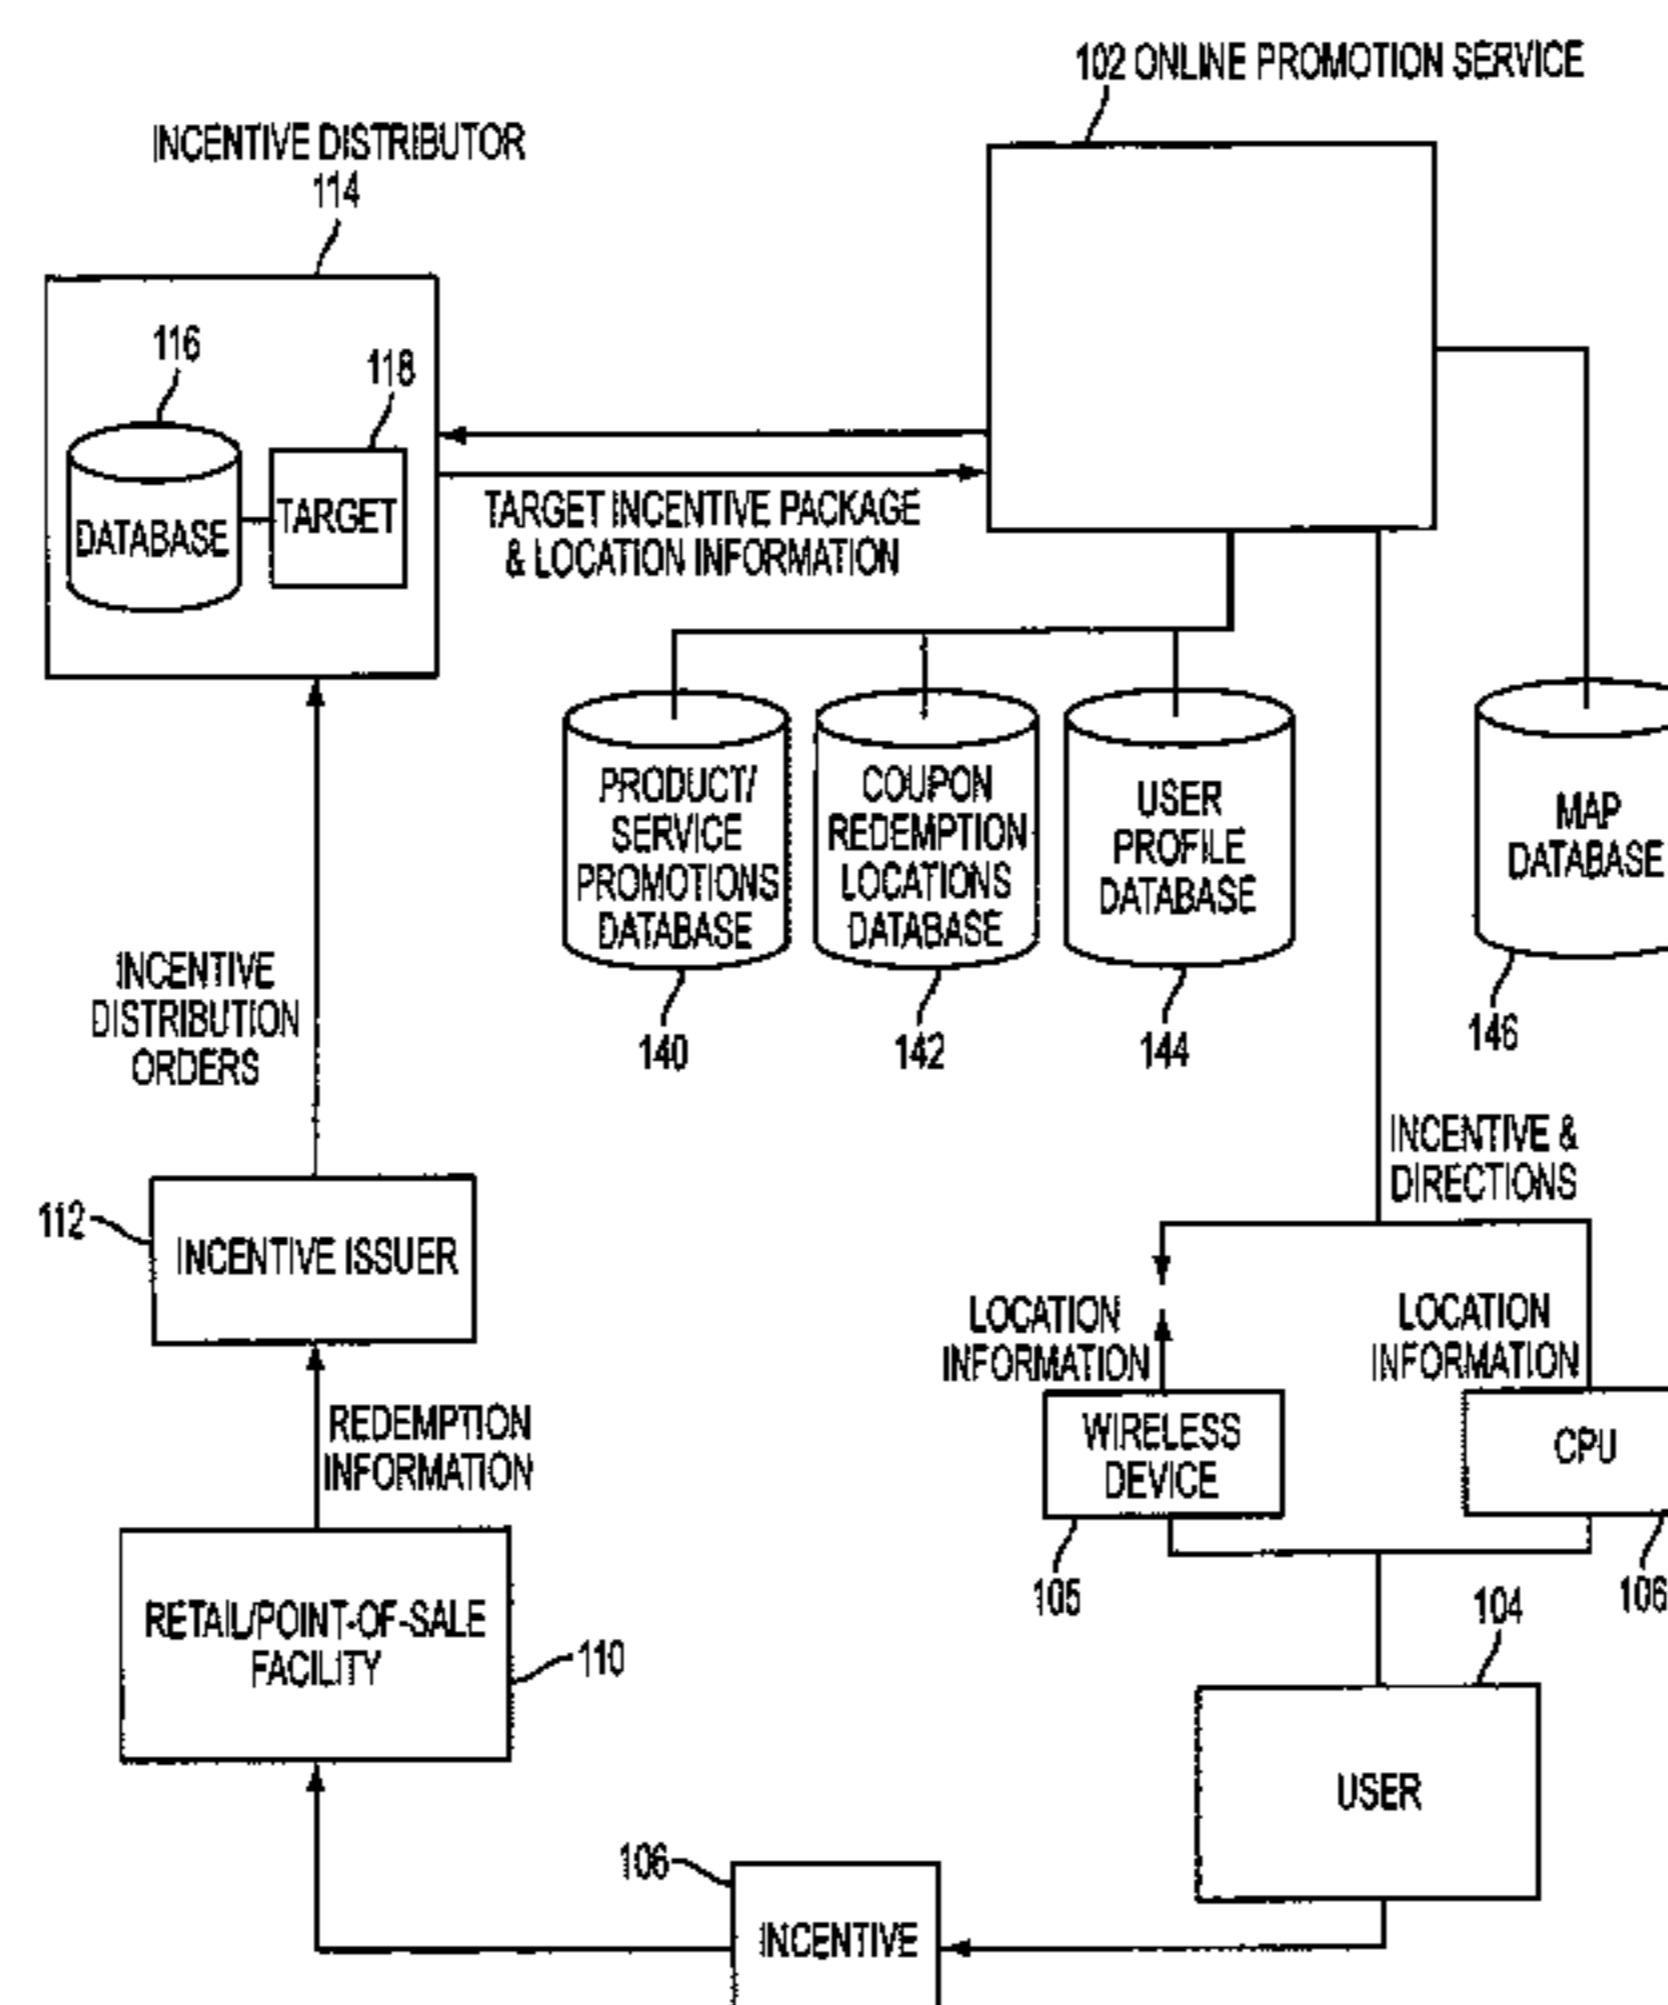 102 ONLINE PROMOTION SERVICE
INCENTIVE DISTRIBUTOR
114
116
118
DATABASE
TARGET
TARGET INCENTIVE PACKAGE
& LOCATION INFORMATION
PRODUCT/
SERVICE
PROMOTIONS
DATABASE
COUPON
REDEMPTION
LOCATIONS
DATABASE
USER
PROFILE
DATABASE
MAP
DATABASE
140
142
144
146
INCENTIVE
DISTRIBUTION
ORDERS
INCENTIVE &
DIRECTIONS
112
INCENTIVE ISSUER
LOCATION
INFORMATION
LOCATION
INFORMATION
REDEMPTION
INFORMATION
WIRELESS
DEVICE
CPU
105
106
104
RETAIL/POINT-OF-SALE
FACILITY
110
USER
106
INCENTIVE